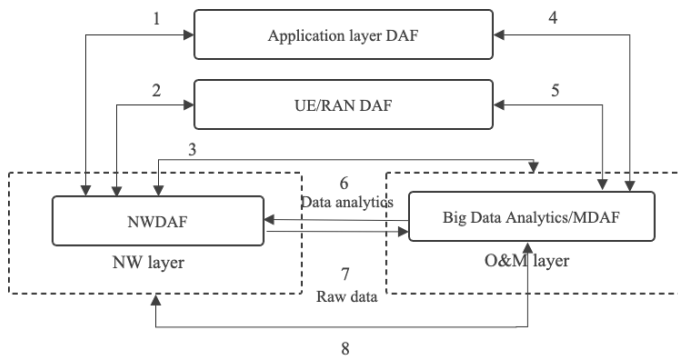 1
4
Application layer DAF
2
5
UE/RAN DAF
3
6
Data analytics
NWDAF
Big Data Analytics/MDAF
NW layer
O&M layer
7
Raw data
8